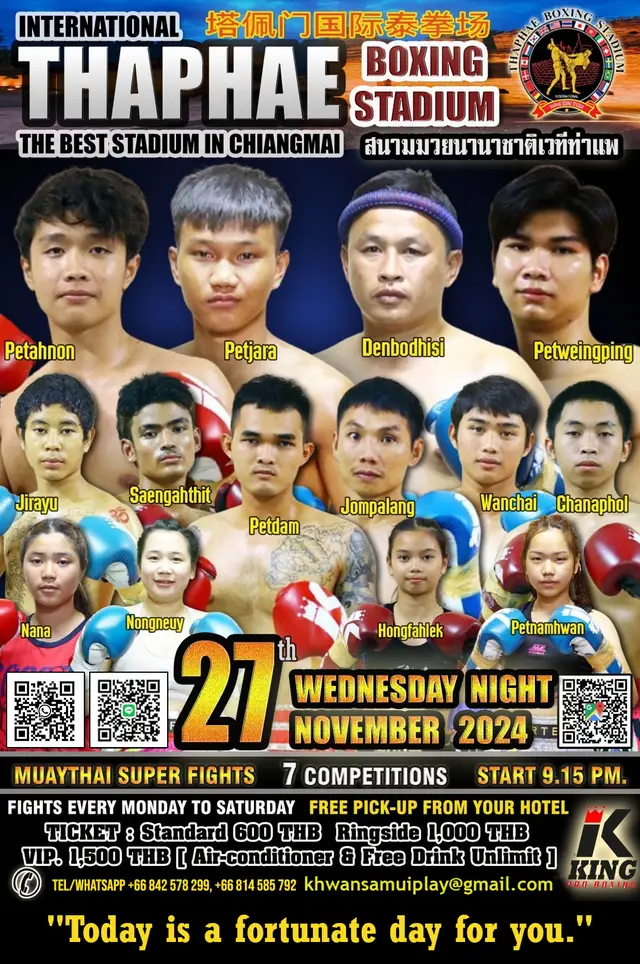 INTERNATIONAL
塔佩门国际泰拳场
THAPHAE
BOXING
STADIUM
THAPHAE BOXING STADIUM
THE BEST STADIUM IN CHIANGMAI
สนามมวยนานาชาติเวทีท่าแพ
Petahnon
Petjara
Denbodhisi
Petweingping
Jirayu
Saengahthit
Petdam
Jompalang
Wanchai
Chanaphol
Nana
Nongneuy
Hongfahlek
Petnamhwan
27th
WEDNESDAY NIGHT
NOVEMBER 2024
MUAYTHAI SUPER FIGHTS 7 COMPETITIONS START 9.15 PM.
FIGHTS EVERY MONDAY TO SATURDAY FREE PICK-UP FROM YOUR HOTEL
TICKET : Standard 600 THB Ringside 1,000 THB
VIP. 1,500 THB [ Air-conditioner & Free Drink Unlimit ]
TEL/WHATSAPP +66 842 578 299, +66 814 585 792 khwansamuiplay@gmail.com
K
KING
PRO BOXING
"Today is a fortunate day for you."